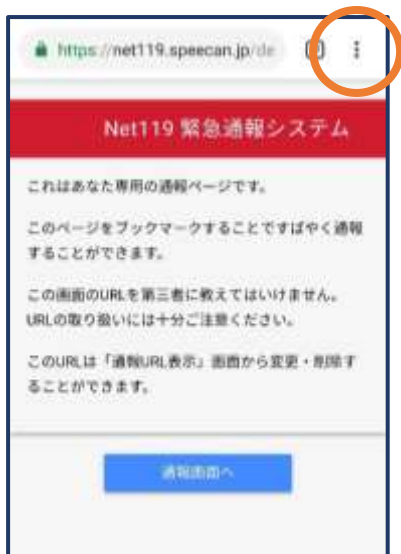 https://net119.speecan.jp/de
Net119 緊急通報システム
これはあなた専用の通報ページです。
このページをブックマークすることですばやく通報
することができます。
この画面のURLを第三者に教えてはいけません。
URLの取り扱いには十分ご注意ください。
このURLは「通報URL表示」画面から変更・削除す
ることができます。
通報画面へ